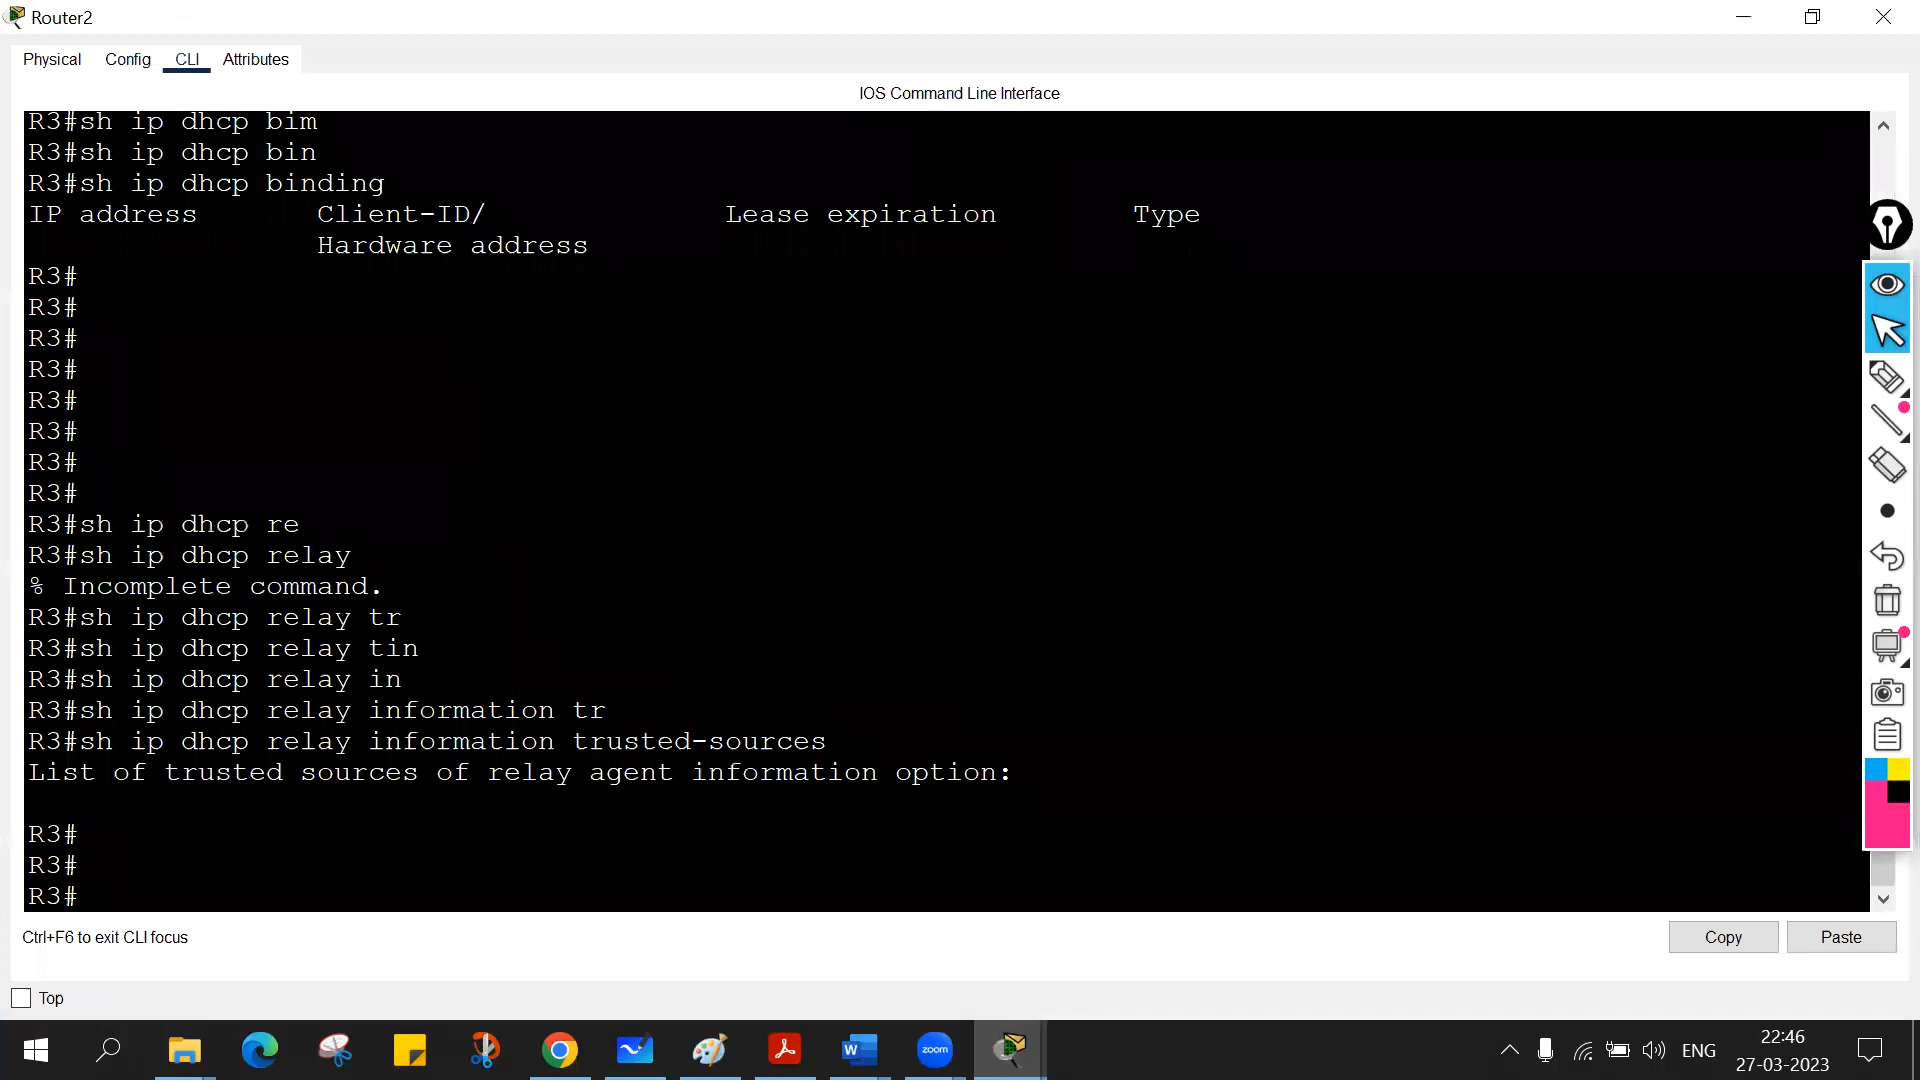 Router2
Physical Config CLI Attributes
IOS Command Line Interface
R3#sh ip dhcp bim
R3#sh ip dhcp bin
R3#sh ip dhcp binding
IP address Client-ID/ Lease expiration Type
Hardware address
R3#
R3#
R3#
R3#
R3#
R3#
R3#
R3#
R3#sh ip dhcp re
R3#sh ip dhcp relay
% Incomplete command.
R3#sh ip dhcp relay tr
R3#sh ip dhcp relay tin
R3#sh ip dhcp relay in
R3#sh ip dhcp relay information tr
R3#sh ip dhcp relay information trusted-sources
List of trusted sources of relay agent information option:
R3#
R3#
R3#
Ctrl+F6 to exit CLI focus
Copy Paste
Top
W zoom
ENG
22:46
27-03-2023